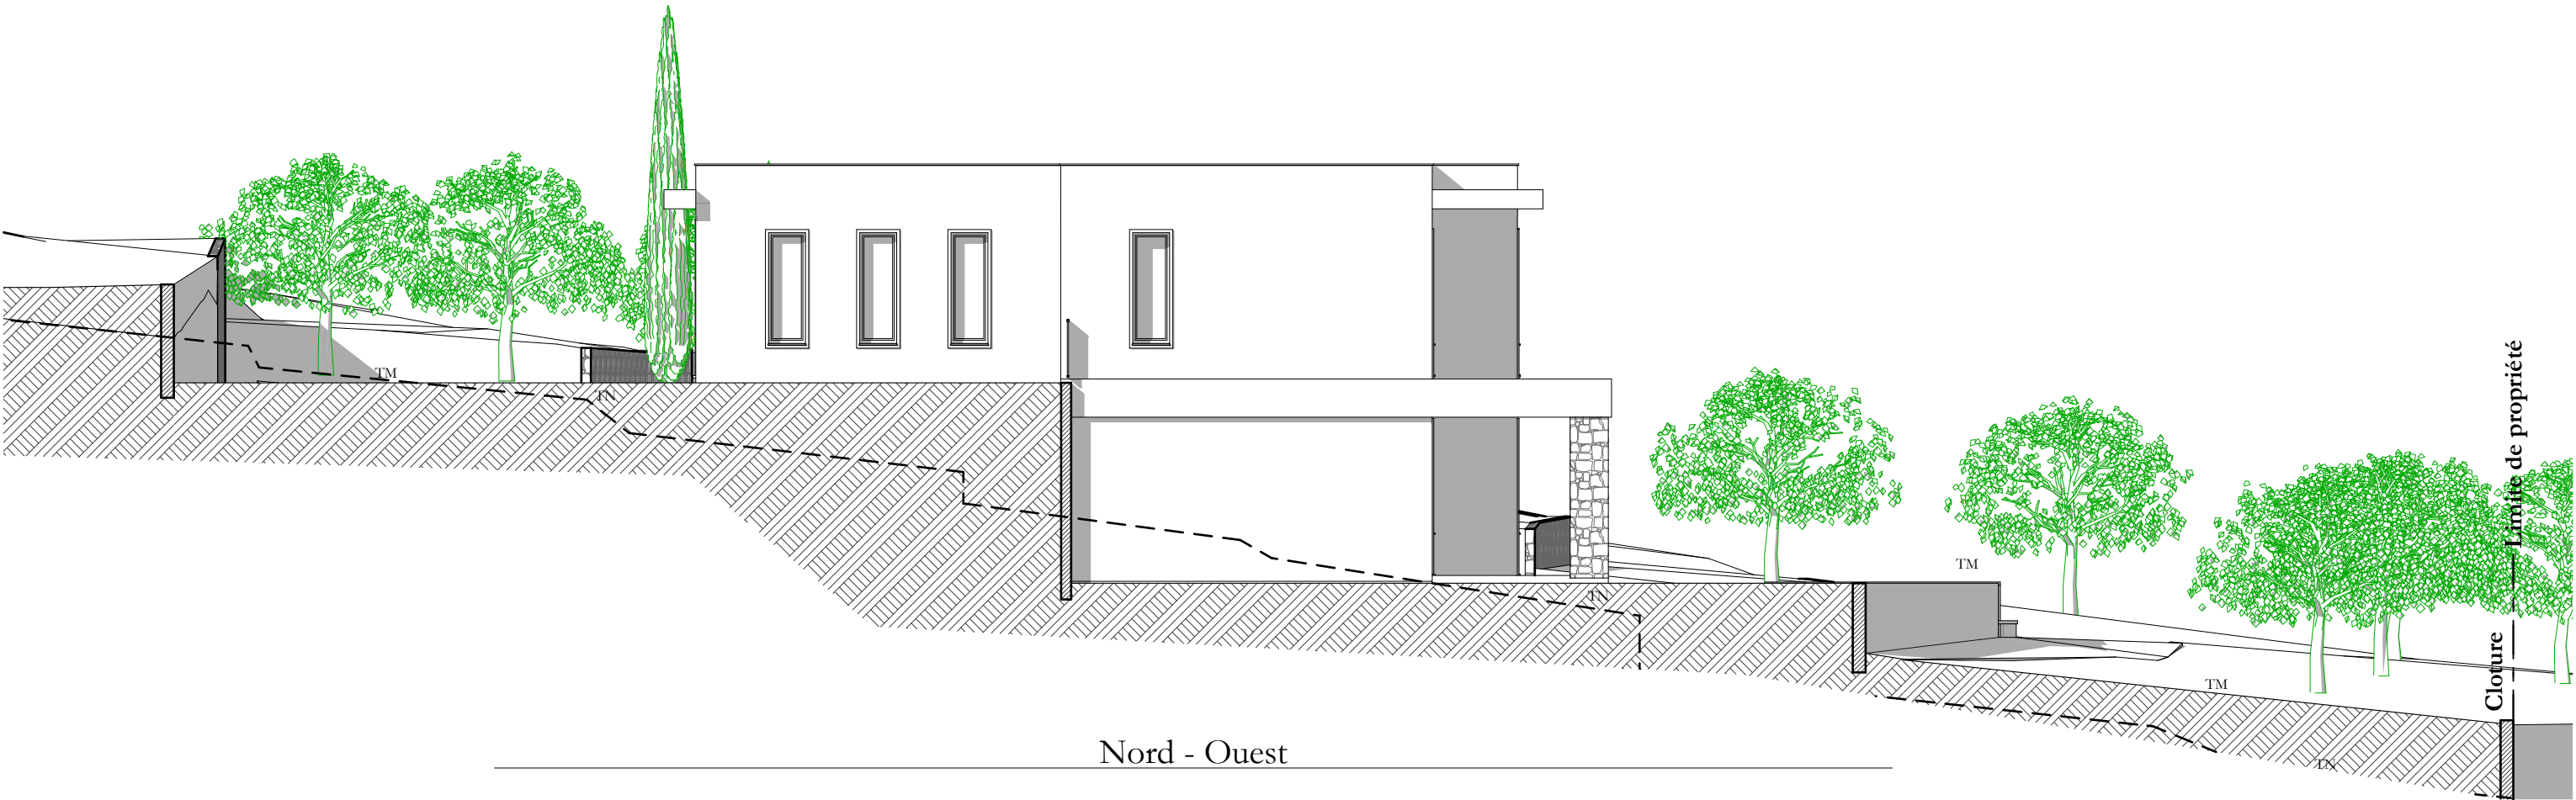 TM
TN
TN
TM
TM
TN
Limite de propriété
Cloture
Nord - Ouest